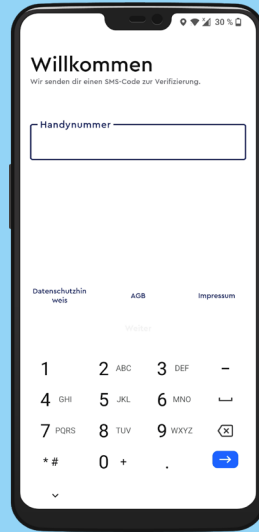 30 %
Willkommen
Wir senden dir einen SMS-Code zur Verifizierung.
Handynummer
Datenschutzhin
weis
AGB
Impressum
Weiter
1 2 ABC 3 DEF -
4 GHI 5 JKL 6 MNO
7 PQRS 8 TUV 9 WXYZ
* # 0 + .